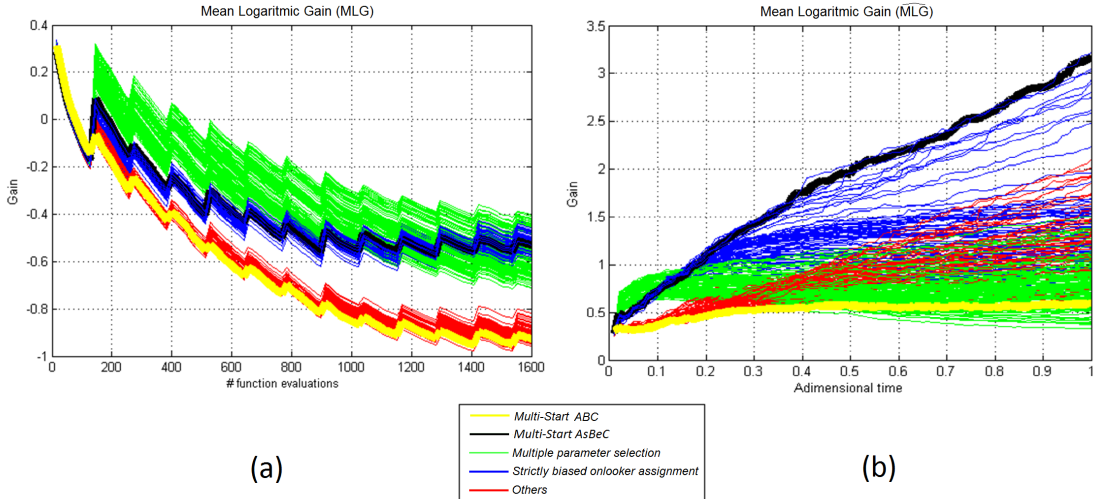 Mean Logaritmic Gain (MLG)
0.4
0.2
0
-0.2
-0.4
-0.6
-0.8
-1
Gain
200 400 600 800 1000 1200 1400 1600
# function evaluations
(a)
Mean Logaritmic Gain (MLG)
3.5
3
2.5
2
1.5
1
0.5
0
Gain
0 0.1 0.2 0.3 0.4 0.5 0.6 0.7 0.8 0.9 1
Adimensional time
(b)
Multi-Start ABC
Multi-Start AsBeC
Multiple parameter selection
Strictly biased onlooker assignment
Others